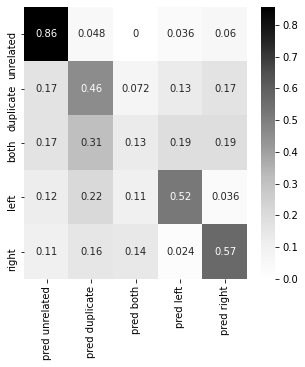 unrelated 0.86 0.048 0 0.036 0.06
duplicate 0.17 0.46 0.072 0.13 0.17
both 0.17 0.31 0.13 0.19 0.19
left 0.12 0.22 0.11 0.52 0.036
right 0.11 0.16 0.14 0.024 0.57
pred unrelated
pred duplicate
pred both
pred left
pred right
0.8
0.7
0.6
0.5
0.4
0.3
0.2
0.1
0.0